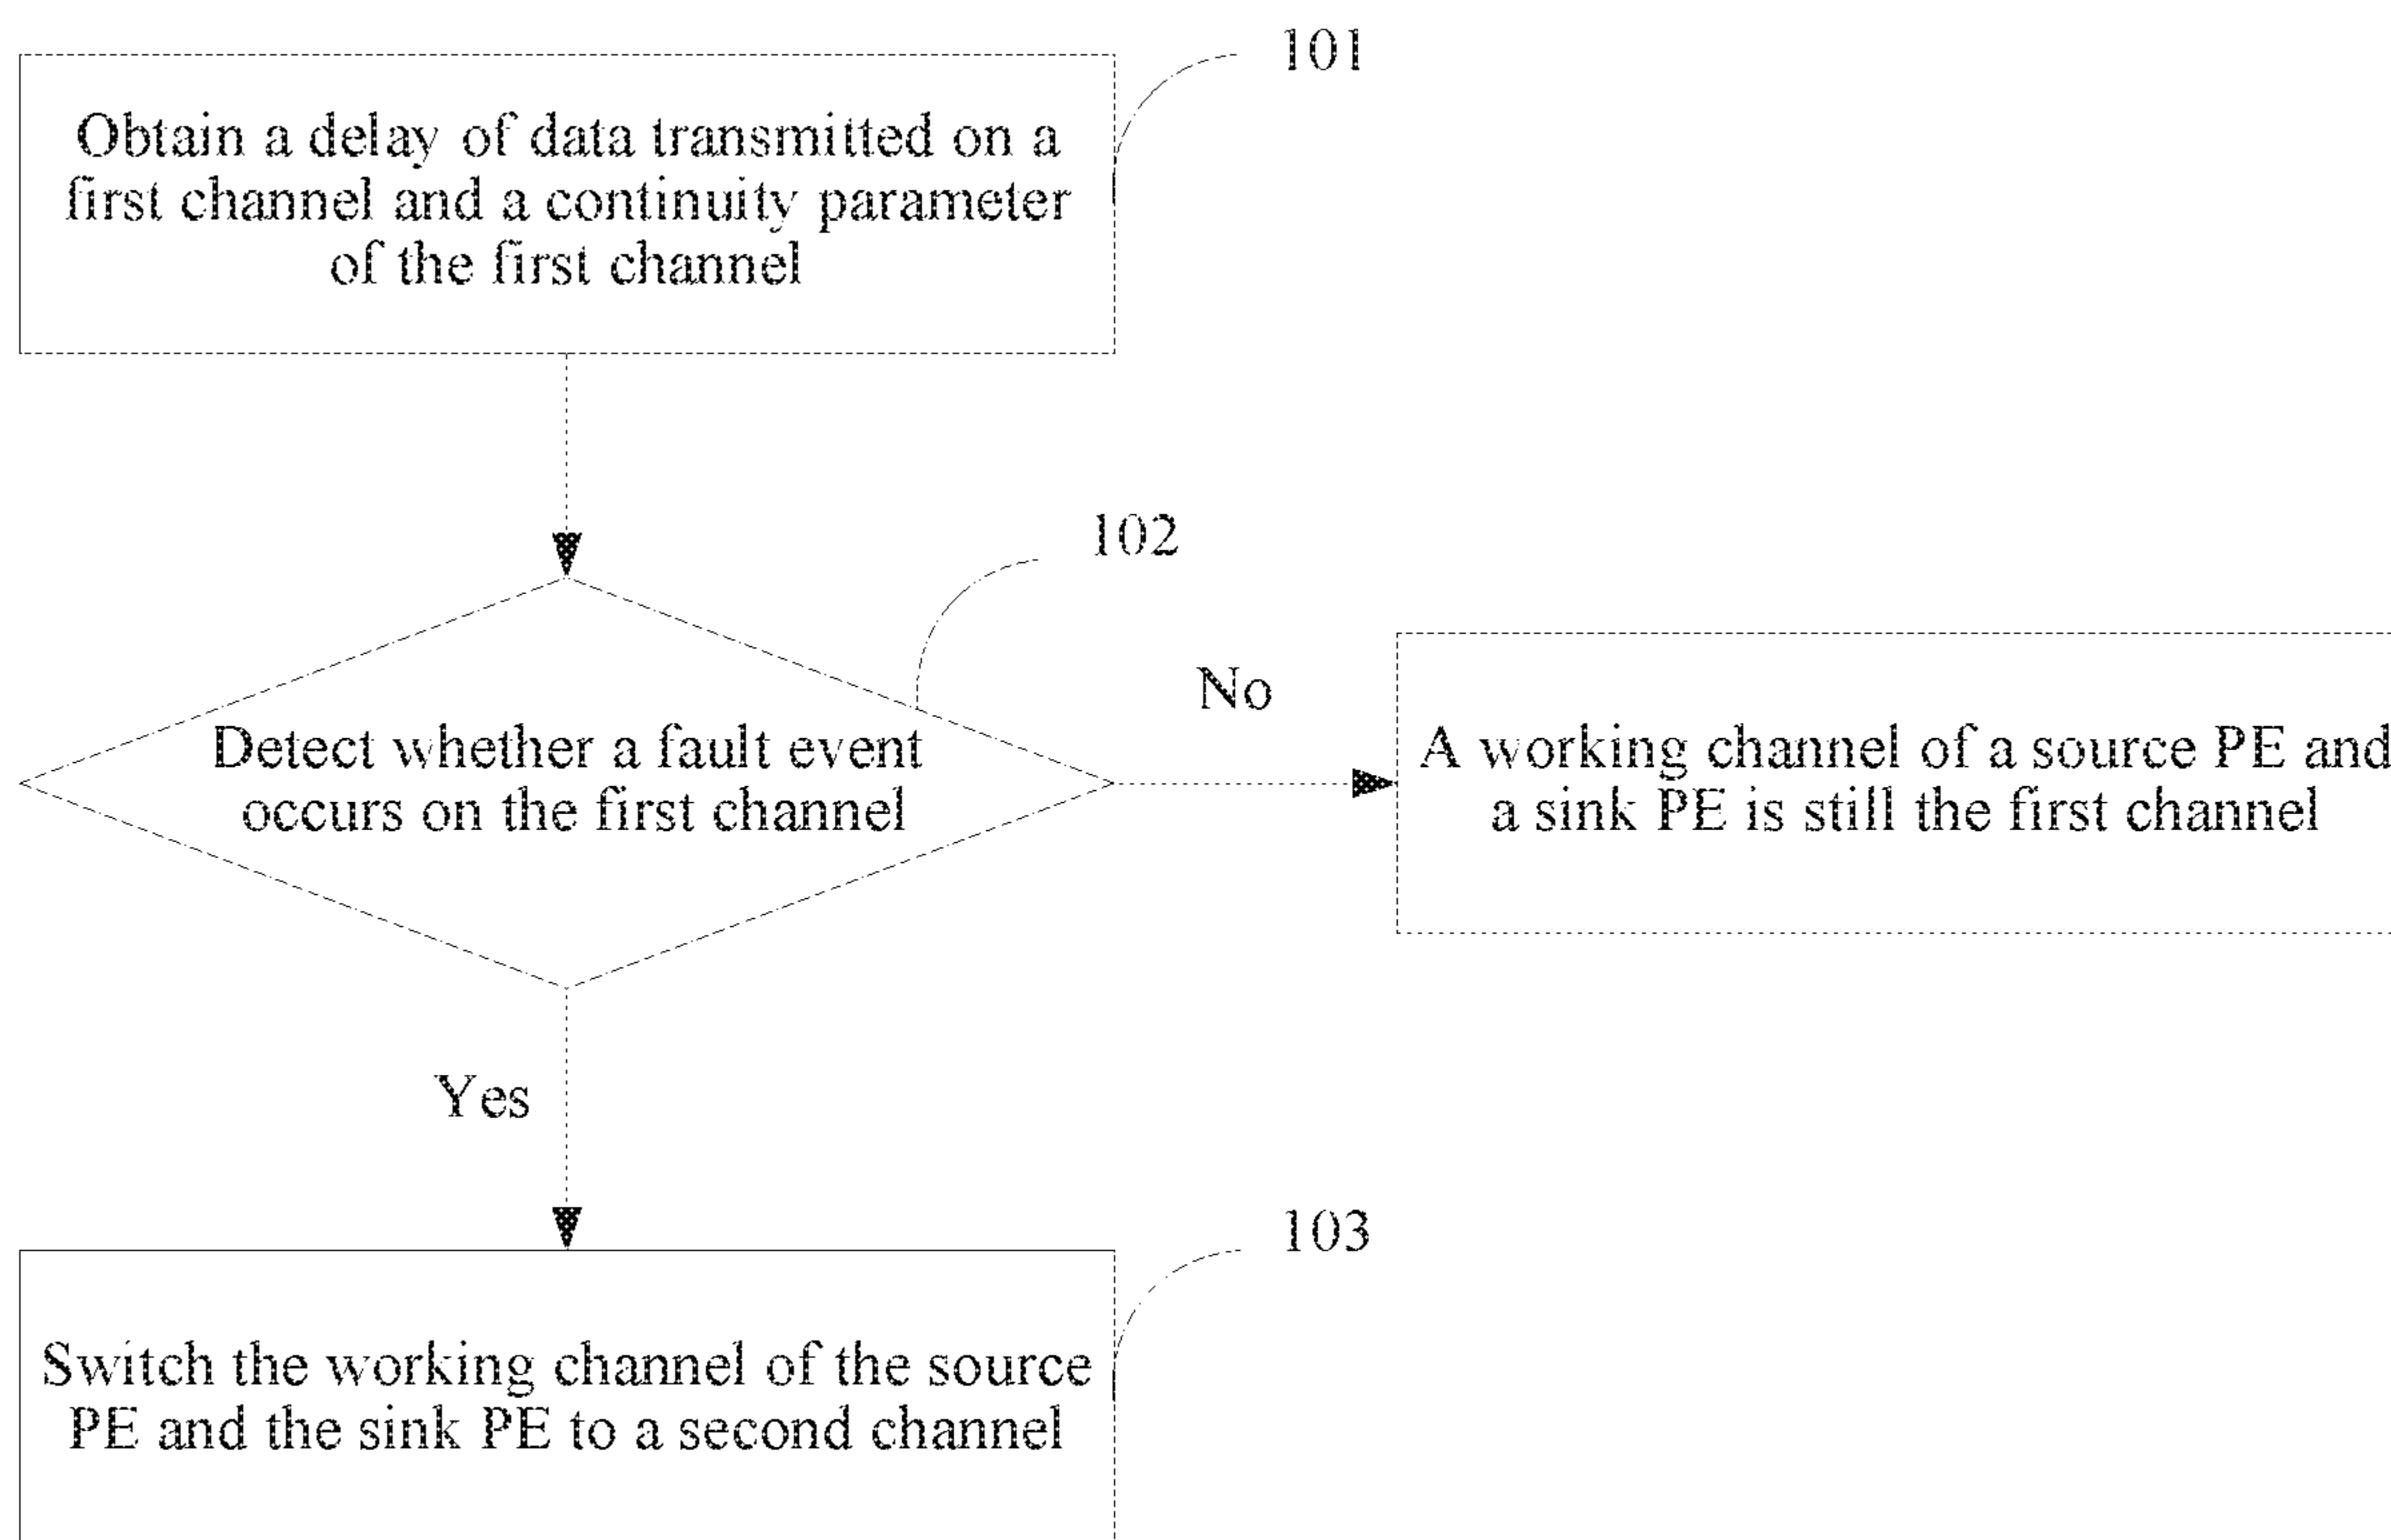 101
Obtain a delay of data transmitted on a
first channel and a continuity parameter
of the first channel
102
No
Detect whether a fault event
occurs on the first channel
A working channel of a source PE and
a sink PE is still the first channel
Yes
103
Switch the working channel of the source
PE and the sink PE to a second channel